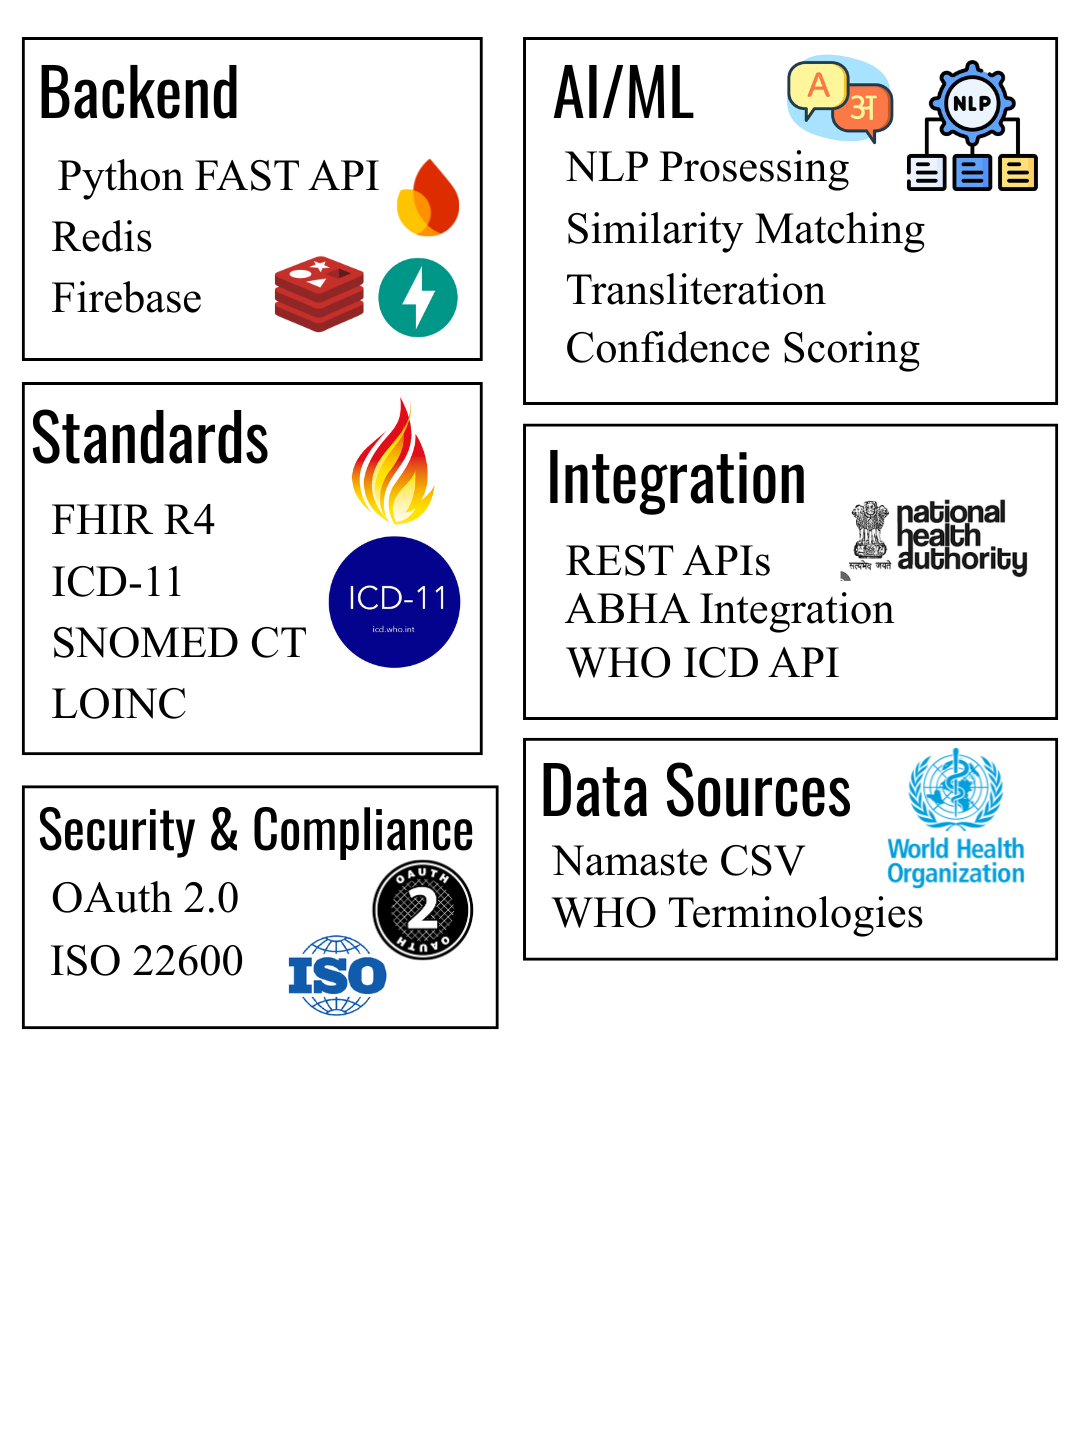 Backend
Python FAST API
Redis
Firebase
Standards
FHIR R4
ICD-11
SNOMED CT
LOINC
ICD-11
icd.who.int
Security & Compliance
OAuth 2.0
ISO 22600
OAUTH
2
OAUTH
ISO
AI/ML
A
अ
NLP
NLP Prosessing
Similarity Matching
Transliteration
Confidence Scoring
Integration
national
health
authority
सत्यमेव जयते
REST APIs
ABHA Integration
WHO ICD API
Data Sources
World Health
Organization
Namaste CSV
WHO Terminologies